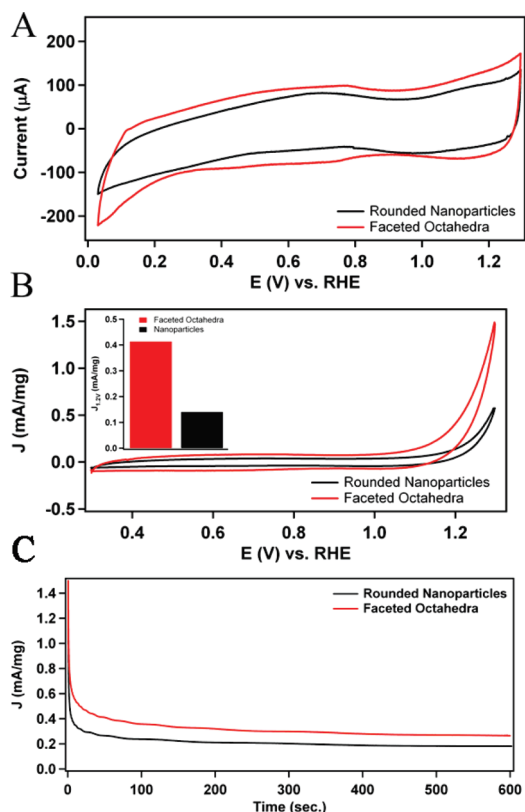 A
Current (μA)
200
100
0
-100
-200
0.0 0.2 0.4 0.6 0.8 1.0 1.2
E (V) vs. RHE
Rounded Nanoparticles
Faceted Octahedra
B
J (mA/mg)
1.5
1.0
0.5
0.0
-0.5
0.4 0.6 0.8 1.0 1.2
E (V) vs. RHE
J1.2V (mA/mg)
0.5
0.4
0.3
0.2
0.1
0.0
Faceted Octahedra
Nanoparticles
Rounded Nanoparticles
Faceted Octahedra
C
J (mA/mg)
1.4
1.2
1.0
0.8
0.6
0.4
0.2
0.0
0 100 200 300 400 500 600
Time (sec.)
Rounded Nanoparticles
Faceted Octahedra